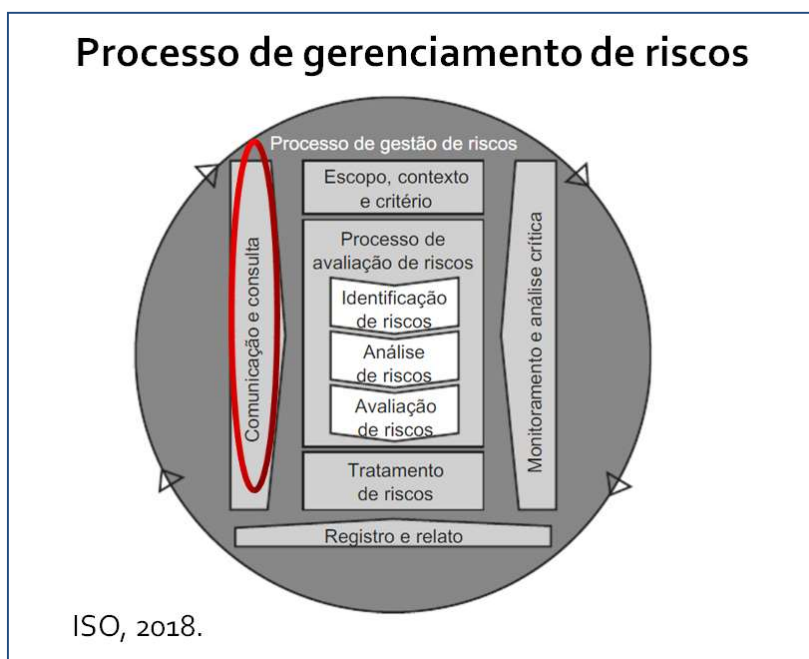 Processo de gerenciamento de riscos
Processo de gestão de riscos
Escopo, contexto
e critério
Processo de
avaliação de riscos
Identificação
de riscos
Análise
de riscos
Avaliação
de riscos
Tratamento
de riscos
Comunicação e consulta
Monitoramento e análise crítica
Registro e relato
ISO, 2018.